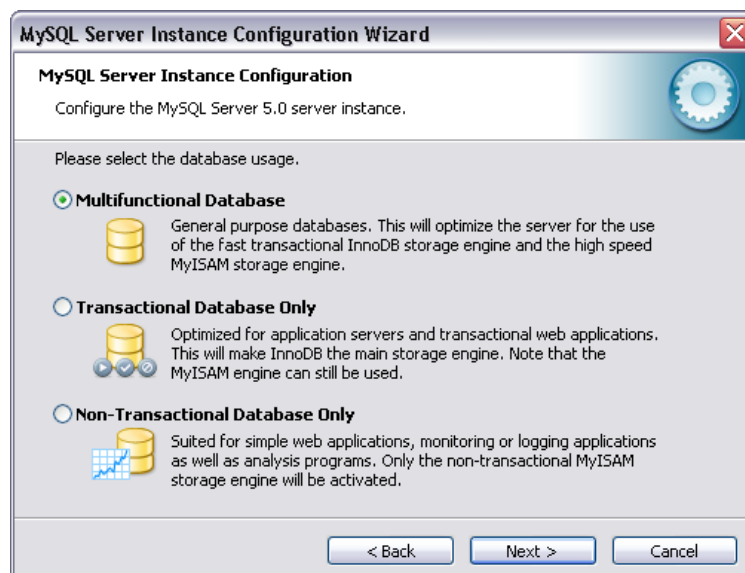 MySQL Server Instance Configuration Wizard
MySQL Server Instance Configuration
Configure the MySQL Server 5.0 server instance.
Please select the database usage.
Multifunctional Database
General purpose databases. This will optimize the server for the use
of the fast transactional InnoDB storage engine and the high speed
MyISAM storage engine.
Transactional Database Only
Optimized for application servers and transactional web applications.
This will make InnoDB the main storage engine. Note that the
MyISAM engine can still be used.
Non-Transactional Database Only
Suited for simple web applications, monitoring or logging applications
as well as analysis programs. Only the non-transactional MyISAM
storage engine will be activated.
< Back Next > Cancel